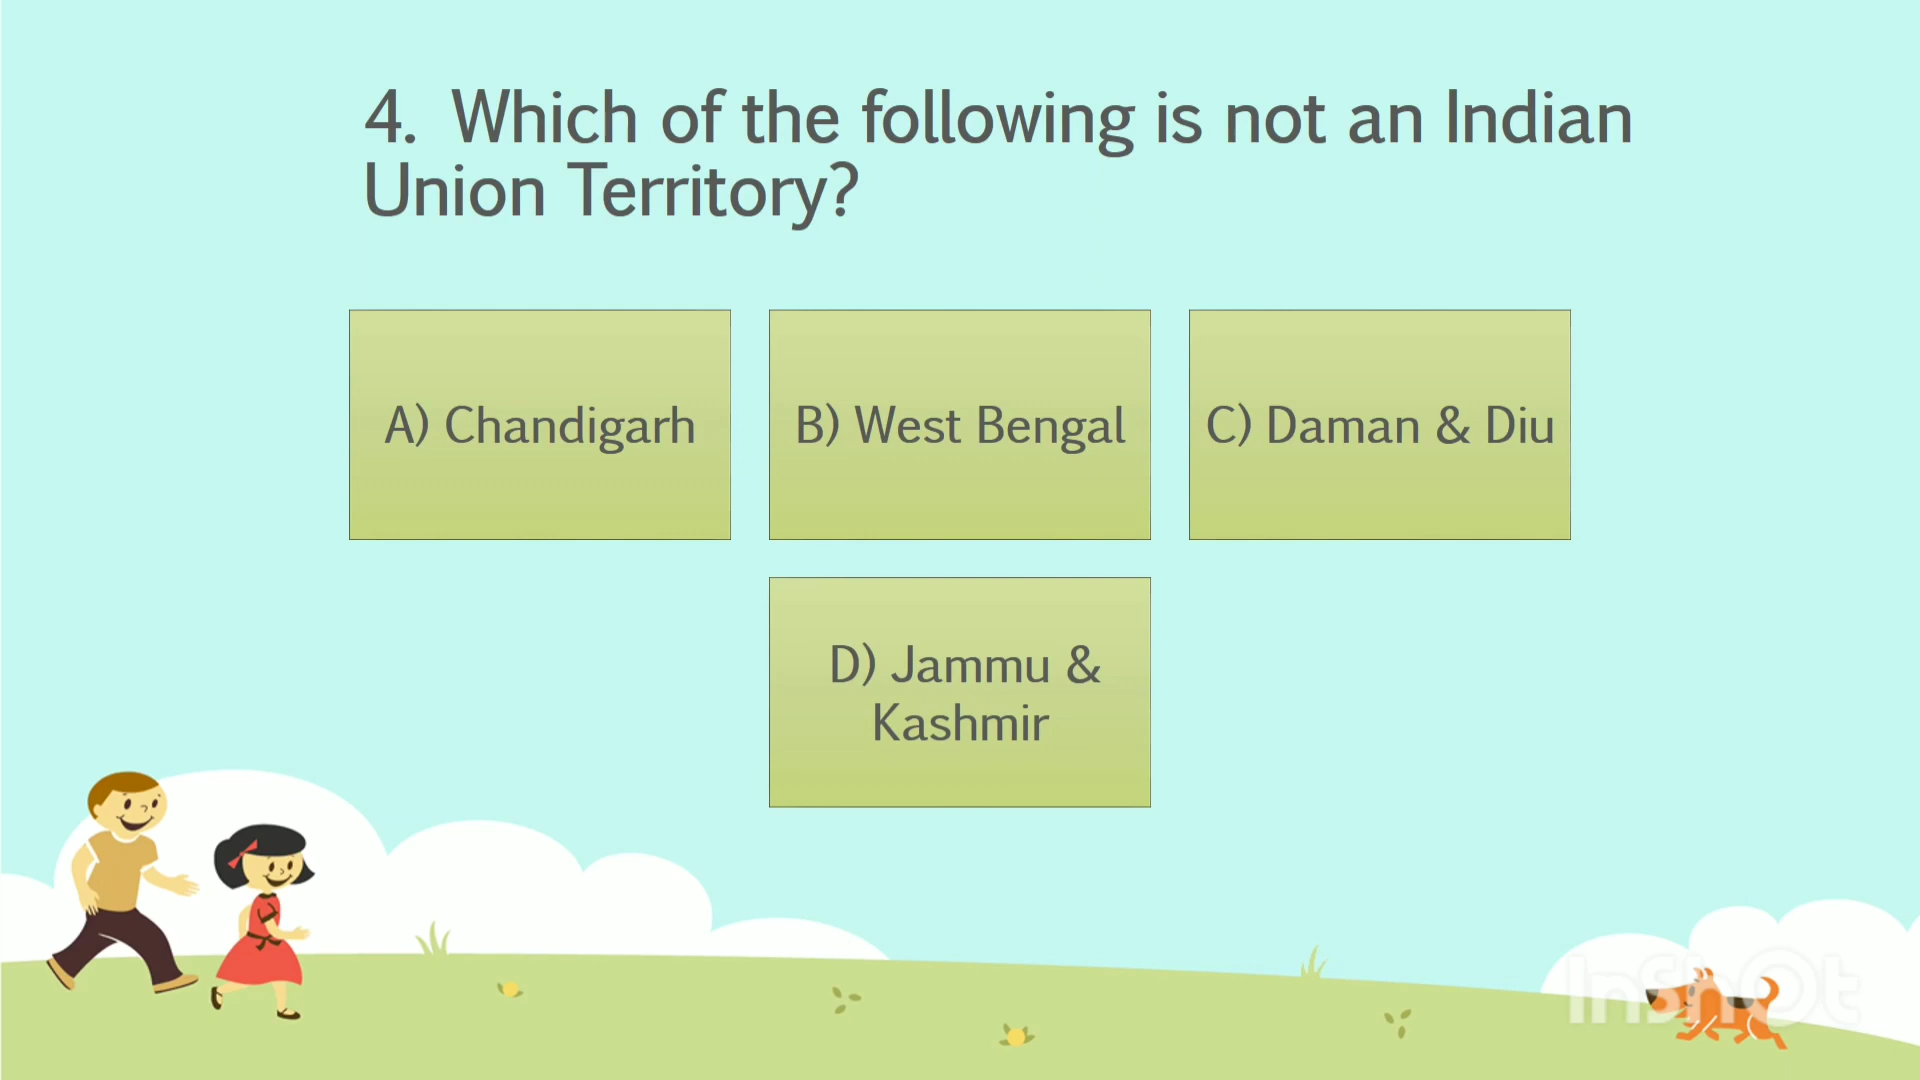 4. Which of the following is not an Indian
Union Territory?
A) Chandigarh
B) West Bengal
C) Daman & Diu
D) Jammu &
Kashmir
InShOt